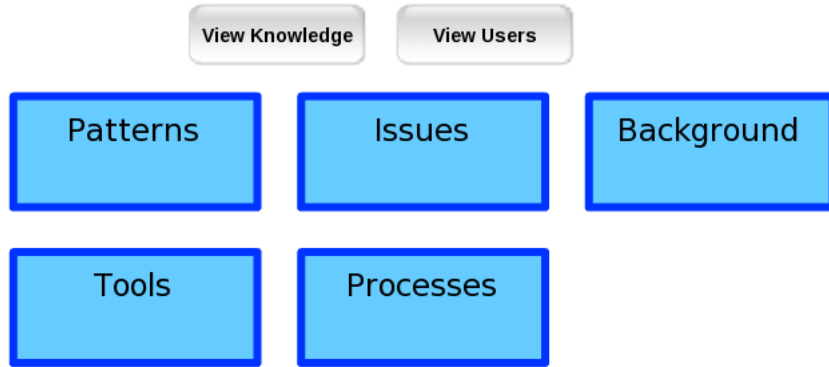 View Knowledge
View Users
Patterns
Issues
Background
Tools
Processes